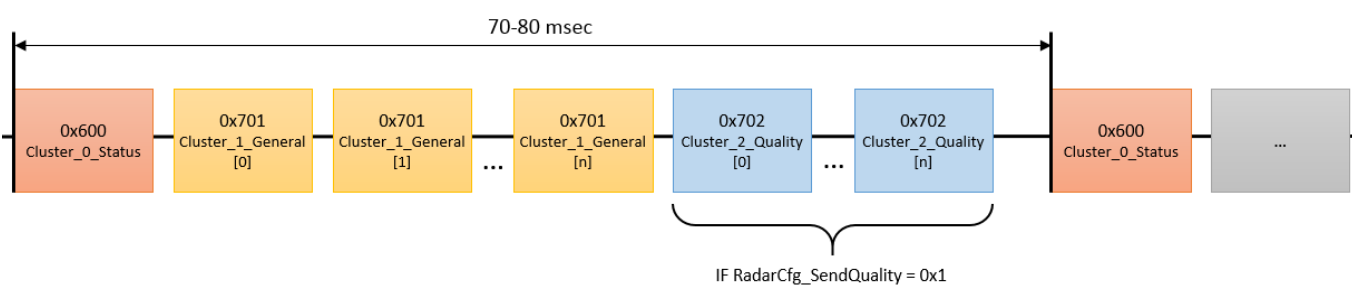 70-80 msec
0x600
Cluster_0_Status
0x701
Cluster_1_General
[0]
0x701
Cluster_1_General
[1]
...
0x701
Cluster_1_General
[n]
0x702
Cluster_2_Quality
[0]
...
0x702
Cluster_2_Quality
[n]
0x600
Cluster_0_Status
...
IF RadarCfg_SendQuality = 0x1